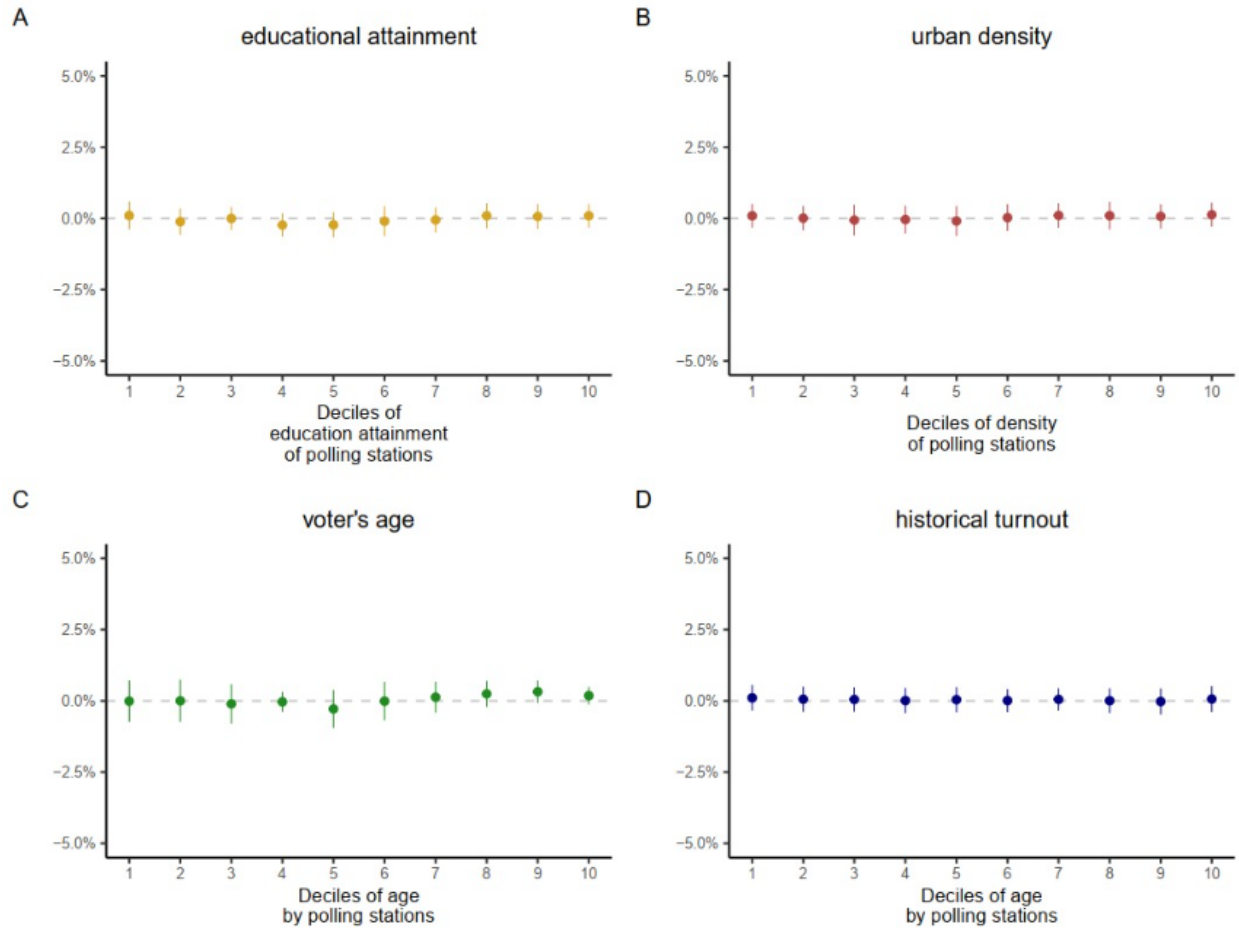 A
educational attainment
5.0%
2.5%
0.0%
−2.5%
−5.0%
1 2 3 4 5 6 7 8 9 10
Deciles of
education attainment
of polling stations
B
urban density
5.0%
2.5%
0.0%
−2.5%
−5.0%
1 2 3 4 5 6 7 8 9 10
Deciles of density
of polling stations
C
voter's age
5.0%
2.5%
0.0%
−2.5%
−5.0%
1 2 3 4 5 6 7 8 9 10
Deciles of age
by polling stations
D
historical turnout
5.0%
2.5%
0.0%
−2.5%
−5.0%
1 2 3 4 5 6 7 8 9 10
Deciles of age
by polling stations